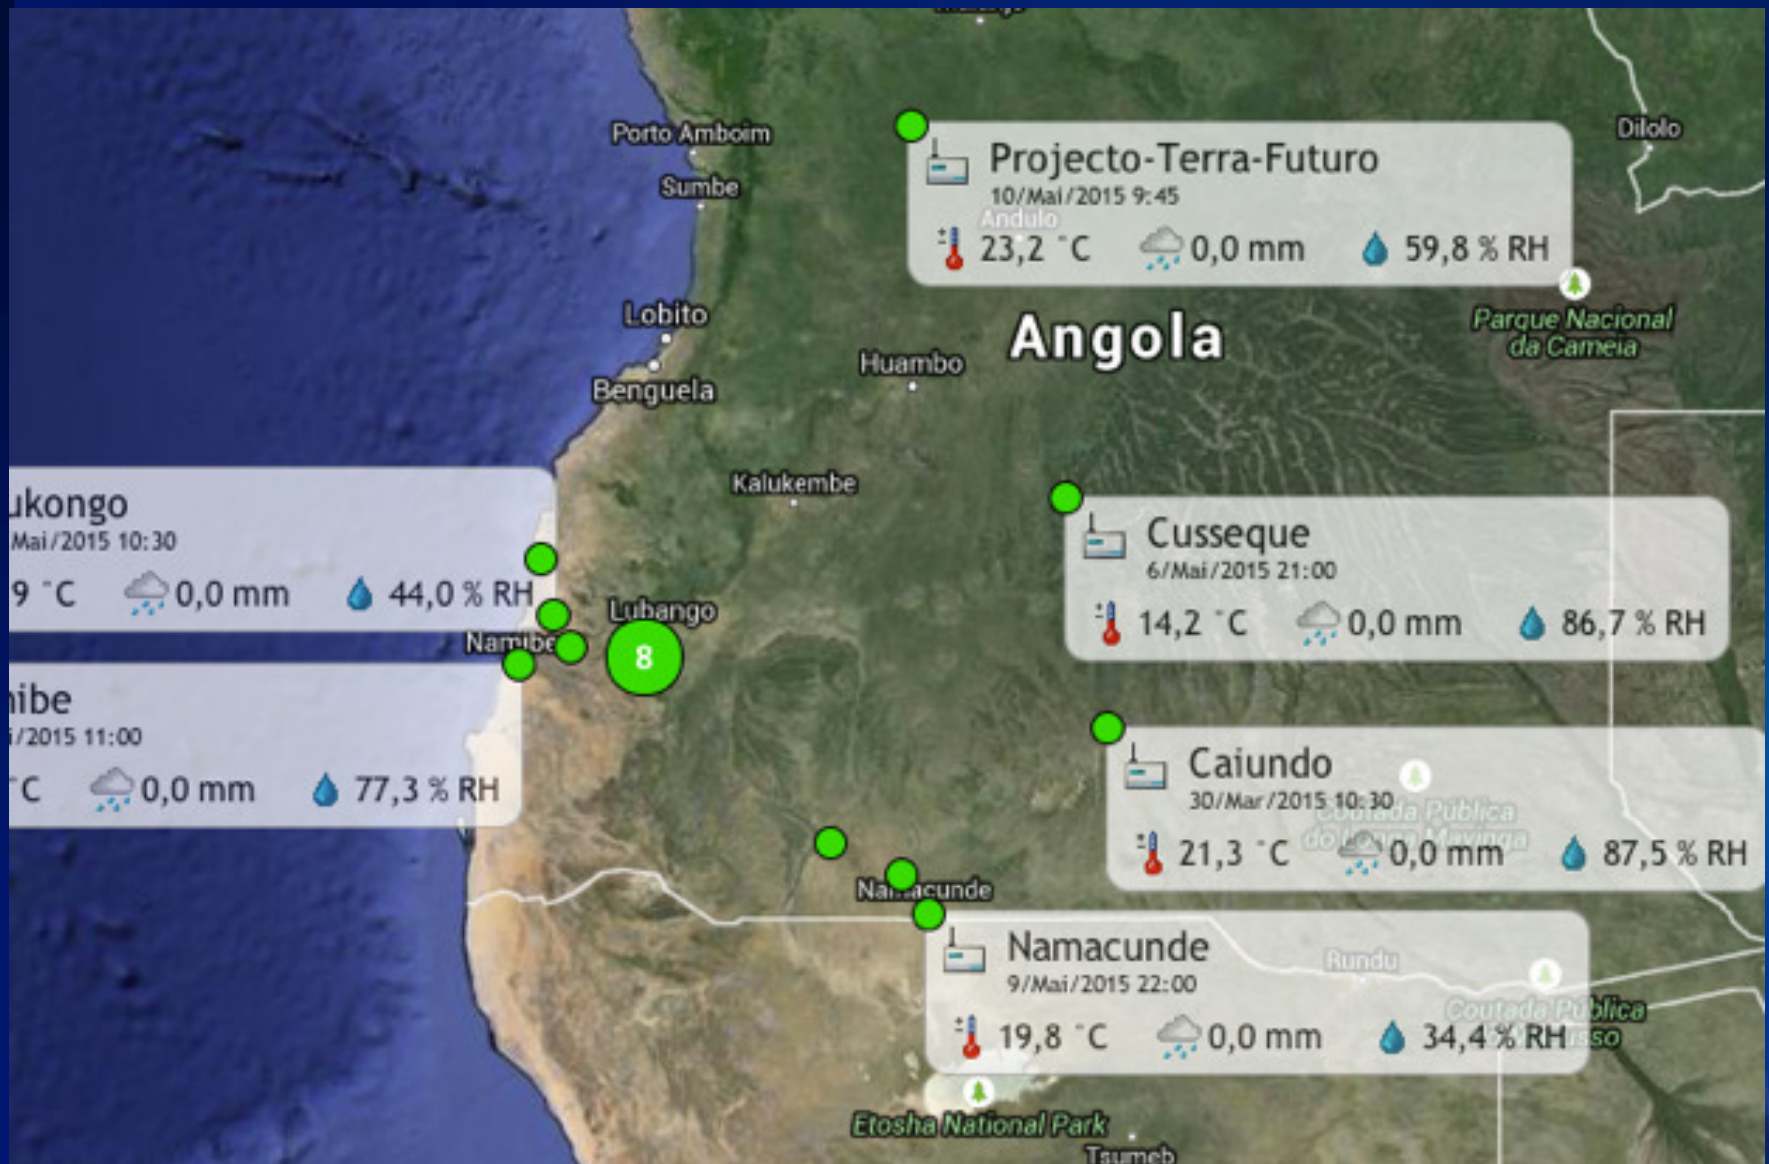 Porto Amboim
Dilolo
Projecto-Terra-Futuro
10/Mai/2015 9:45
Andulo
23,2 °C 0,0 mm 59,8 % RH
Sumbe
Lobito
Parque Nacional
da Cameia
Angola
Huambo
Benguela
Kalukembe
ukongo
Mai/2015 10:30
9 °C 0,0 mm 44,0 % RH
Cusseque
6/Mai/2015 21:00
14,2 °C 0,0 mm 86,7 % RH
Lubango
Namibe
8
nibe
i/2015 11:00
°C 0,0 mm 77,3 % RH
Caiundo
30/Mar/2015 10:30
Coutada Pública
21,3 °C 0,0 mm 87,5 % RH
Namacunde
Namacunde
9/Mai/2015 22:00
Rundu
Coutada Pública
19,8 °C 0,0 mm 34,4 % RH
Etosha National Park
Tsumeb